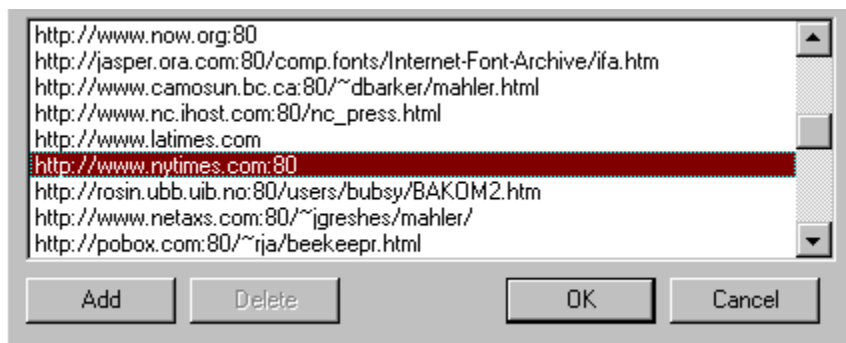 http://www.now.org:80
http://jasper.ora.com:80/comp.fonts/Internet-Font-Archive/ifa.htm
http://www.camosun.bc.ca:80/~dbarker/mahler.html
http://www.nc.ihost.com:80/nc_press.html
http://www.latimes.com
http://www.nytimes.com:80
http://rosin.ubb.uib.no:80/users/bubsy/BAKOM2.htm
http://www.netaxs.com:80/~jgreshes/mahler/
http://pobox.com:80/~rja/beekeepr.html
Add Delete OK Cancel